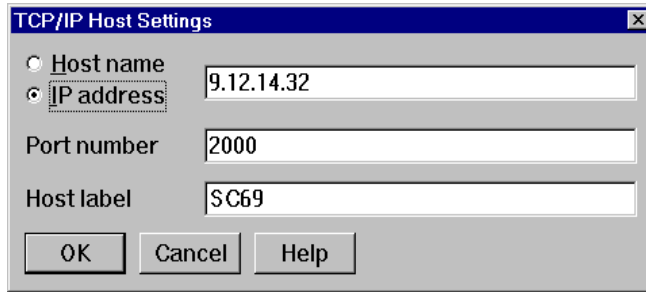 TCP/IP Host Settings
Host name
IP address
9.12.14.32
Port number
2000
Host label
SC69
OK Cancel Help